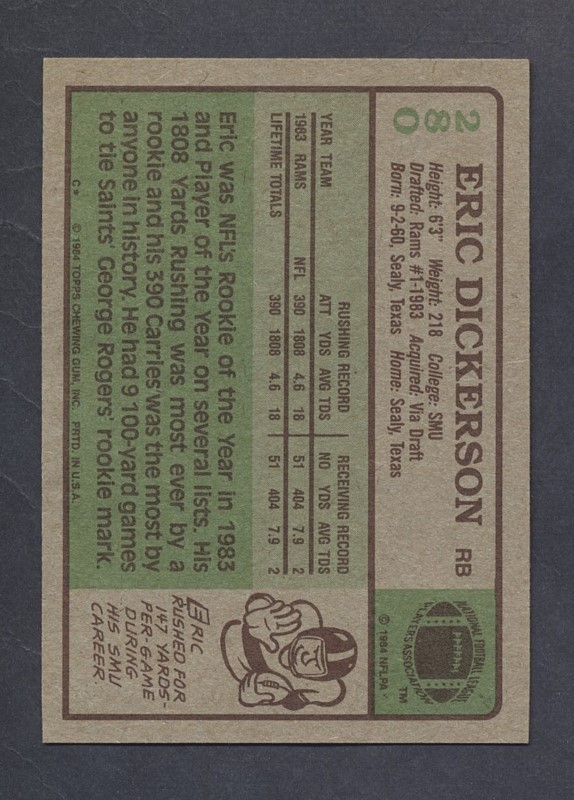 280
ERIC DICKERSON RB
Height: 6'3" Weight: 218 College: SMU
Drafted: Rams #1-1983 Acquired: Via Draft
Born: 9-2-60, Sealy, Texas Home: Sealy, Texas
NATIONAL FOOTBALL LEAGUE
PLAYERS ASSOCIATION
TM
© 1984 NFLPA
RUSHING RECORD RECEIVING RECORD
YEAR TEAM ATT YDS AVG TDS NO YDS AVG TDS
1983 RAMS NFL 390 1808 4.6 18 51 404 7.9 2
LIFETIME TOTALS 390 1808 4.6 18 51 404 7.9 2
Eric was NFL's Rookie of the Year in 1983
and Player of the Year on several lists. His
1808 Yards Rushing was most ever by a
rookie and his 390 Carries was the most by
anyone in history. He had 9 100-yard games
to tie Saints' George Rogers' rookie mark.
C* © 1984 TOPPS CHEWING GUM, INC. PRTD. IN U.S.A.
ERIC
RUSHED FOR
147 YARDS-
PER-GAME
DURING
HIS SMU
CAREER.